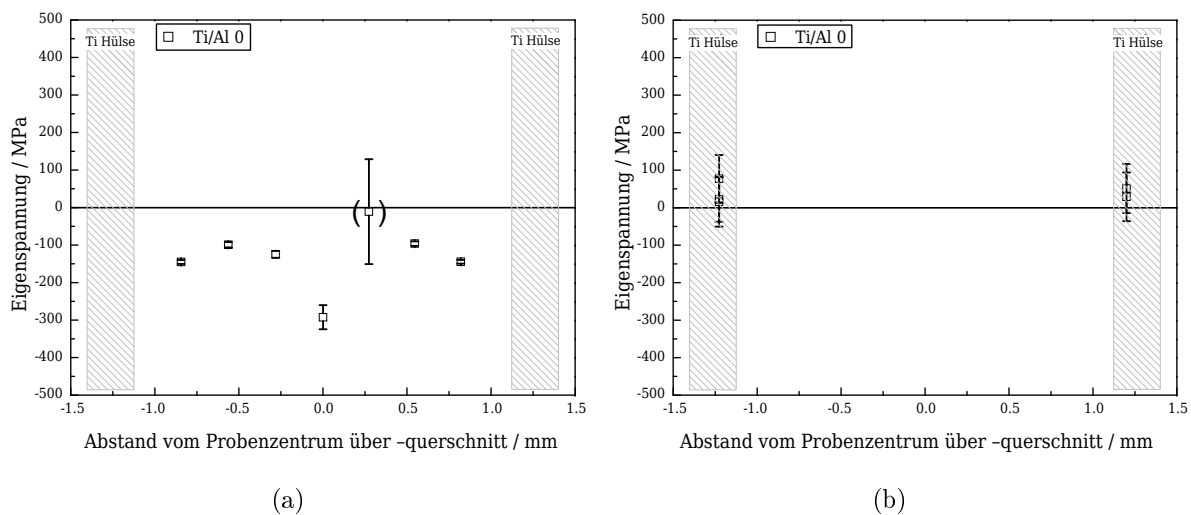 500
400
300
200
100
0
-100
-200
-300
-400
-500
Eigenspannung / MPa
Ti Hülse
Ti/Al 0
Ti Hülse
( )
-1.5 -1.0 -0.5 0.0 0.5 1.0 1.5
Abstand vom Probenzentrum über –querschnitt / mm
(a)
500
400
300
200
100
0
-100
-200
-300
-400
-500
Eigenspannung / MPa
Ti Hülse
Ti/Al 0
Ti Hülse
-1.5 -1.0 -0.5 0.0 0.5 1.0 1.5
Abstand vom Probenzentrum über –querschnitt / mm
(b)